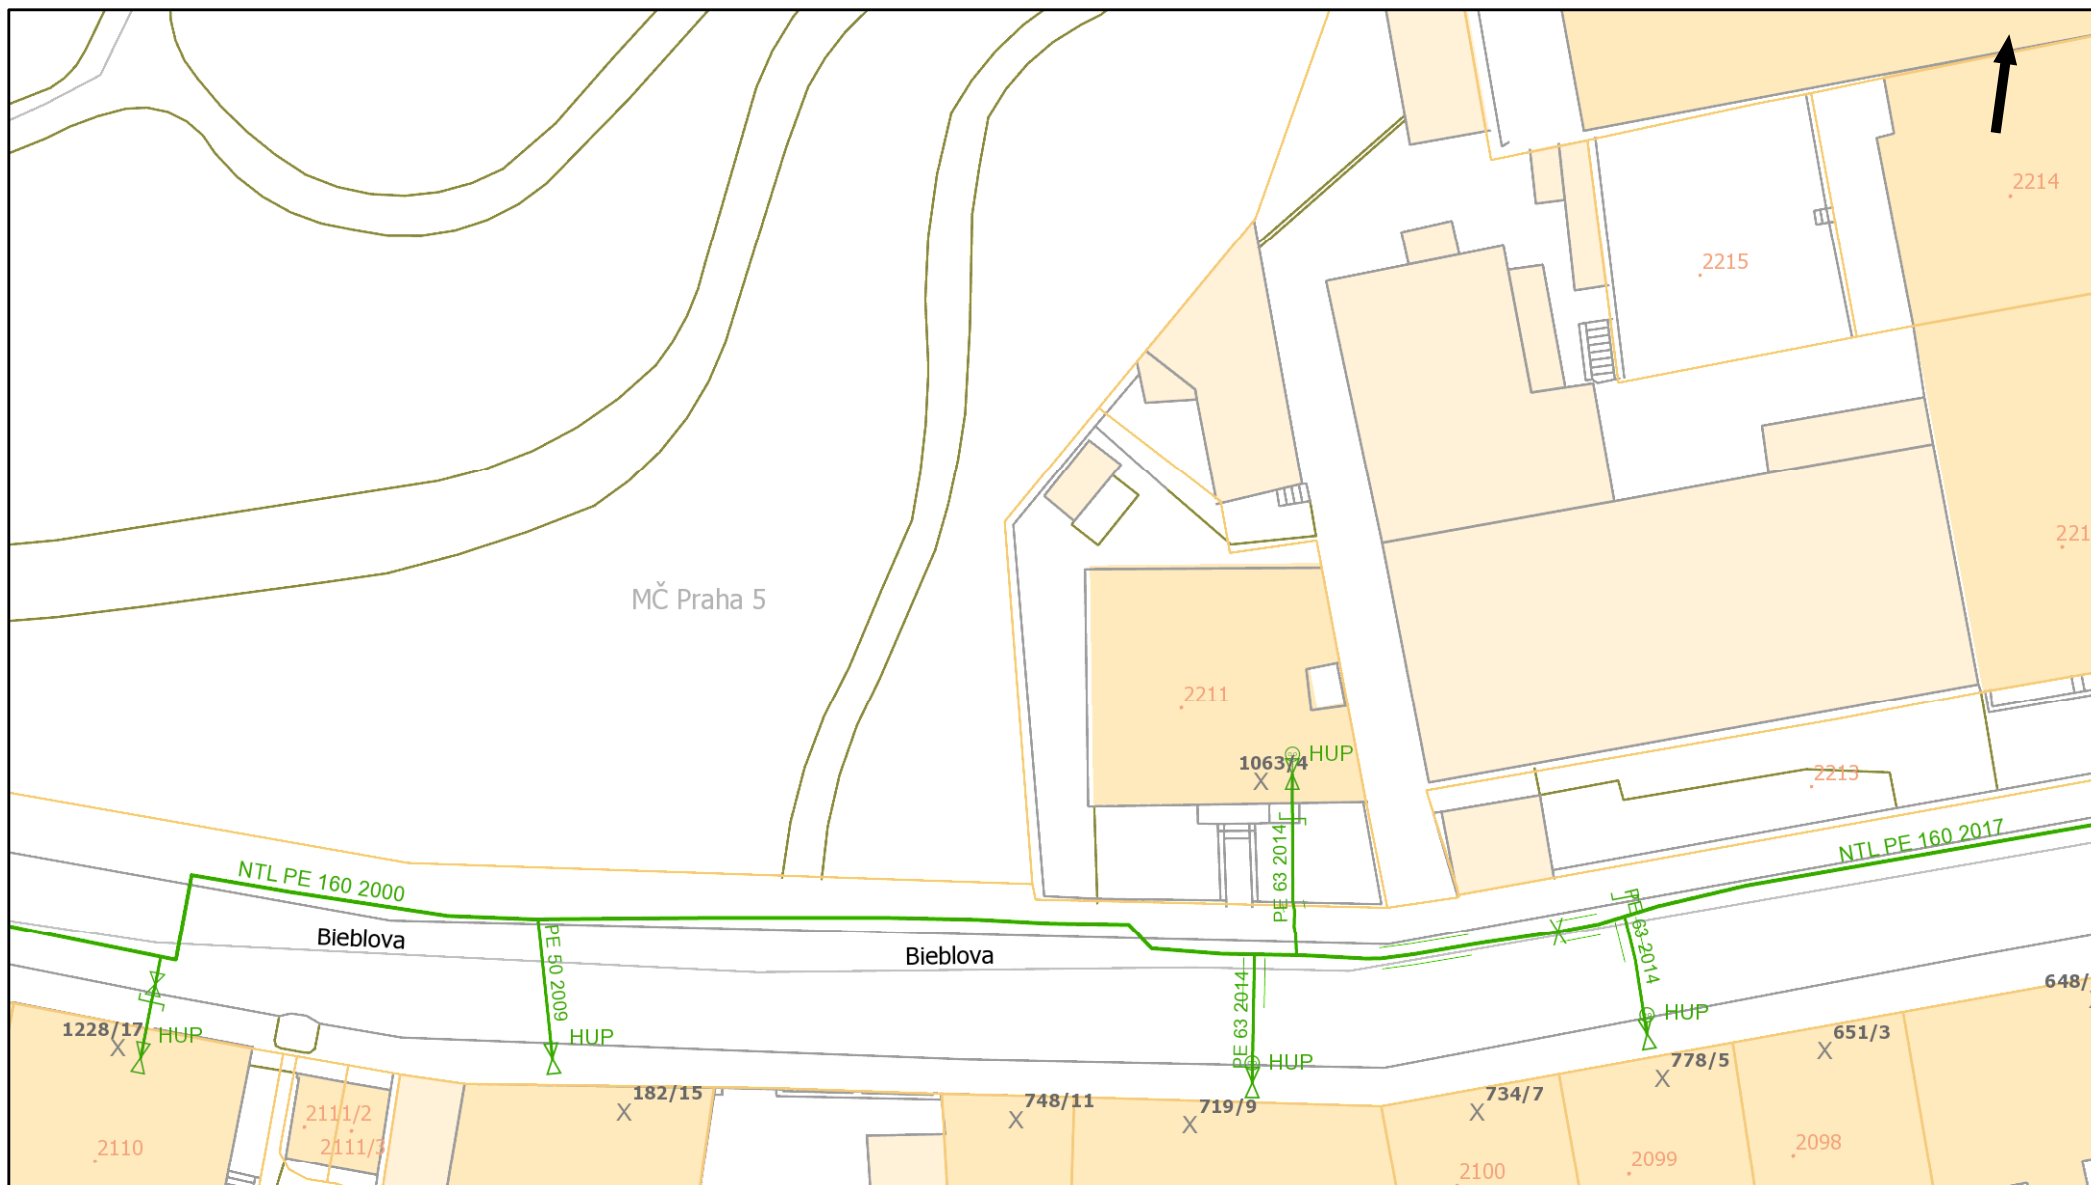 2214
2215
221
MČ Praha 5
2211
HUP
1063/4
2213
NTL PE 160 2017
PE 63 2014
NTL PE 160 2000
PE 63 2014
Bieblova
Bieblova
PE 50 2009
PE 63 2014
648/
HUP
1228/17
HUP
HUP
651/3
HUP
778/5
182/15
748/11
719/9
734/7
2111/2
2110
2111/3
2098
2099
2100